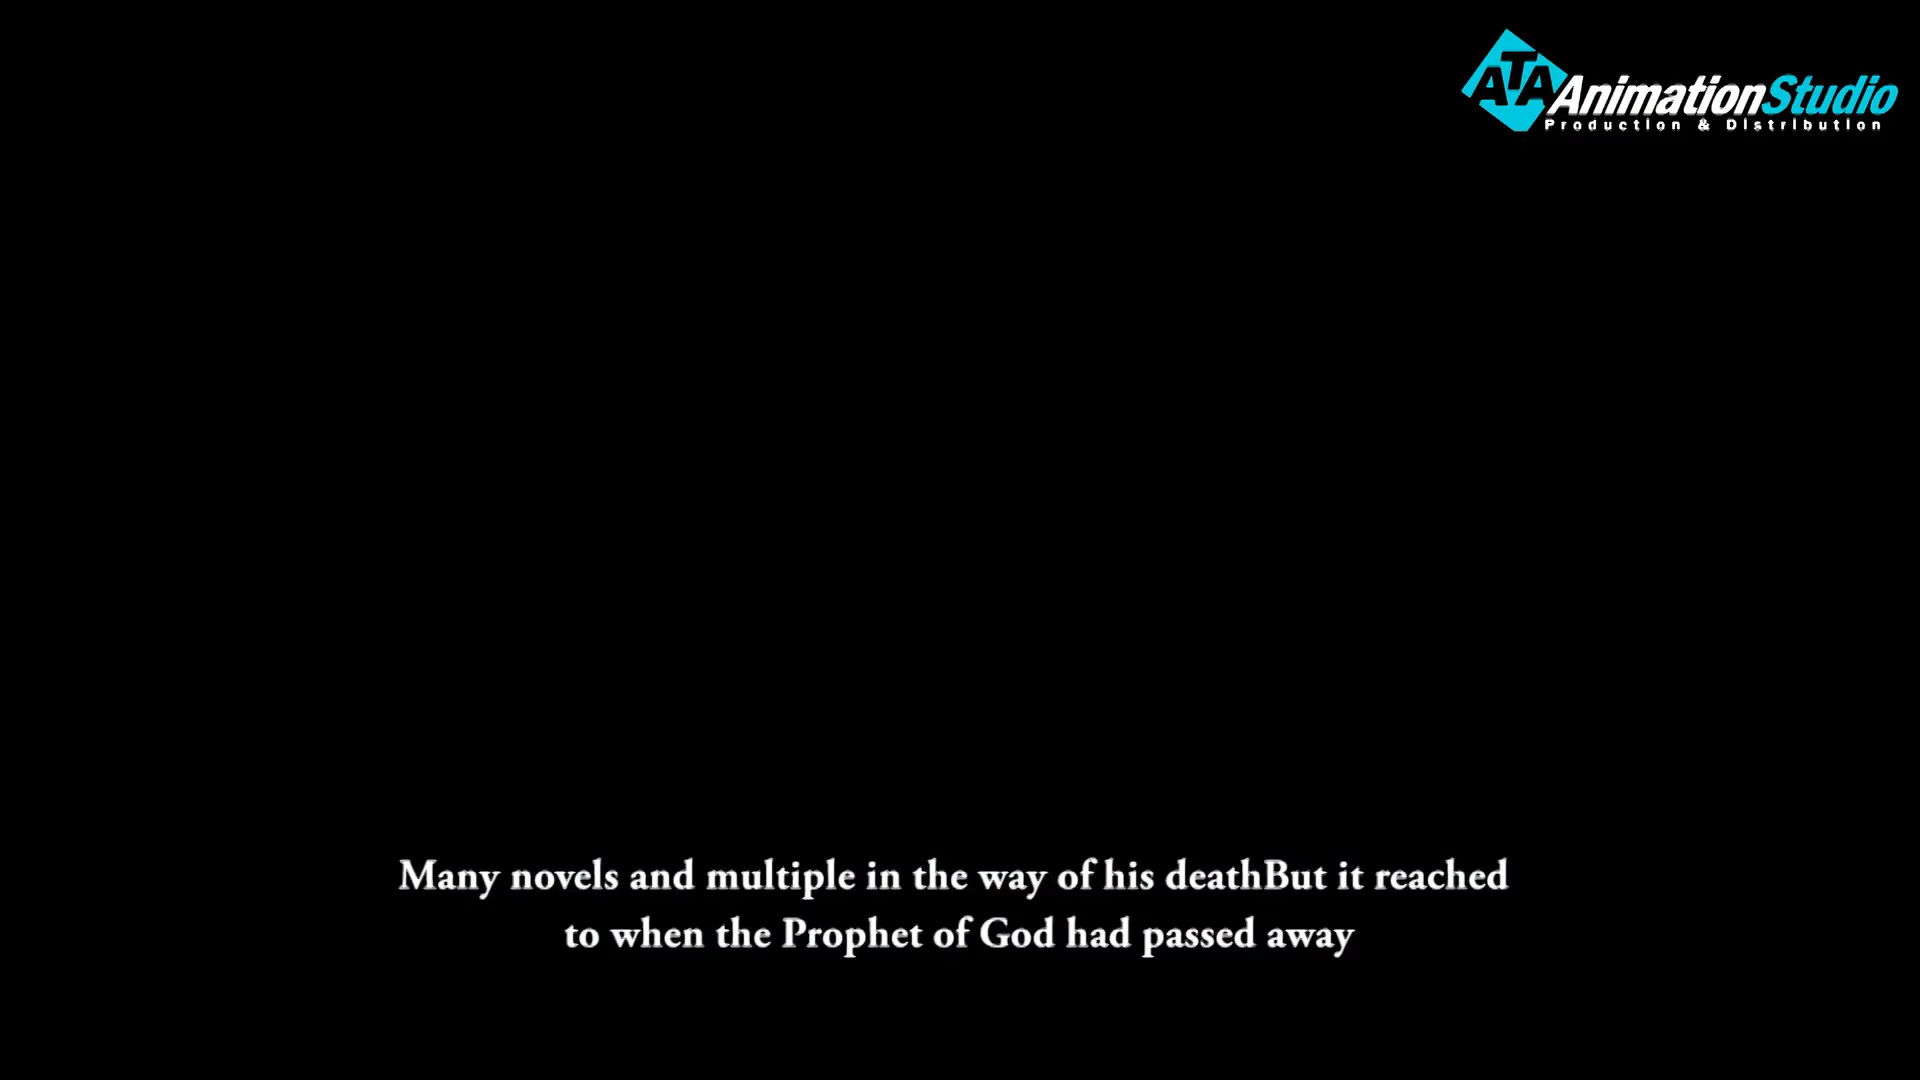 ATA AnimationStudio
Production & Distribution
Many novels and multiple in the way of his deathBut it reached
to when the Prophet of God had passed away